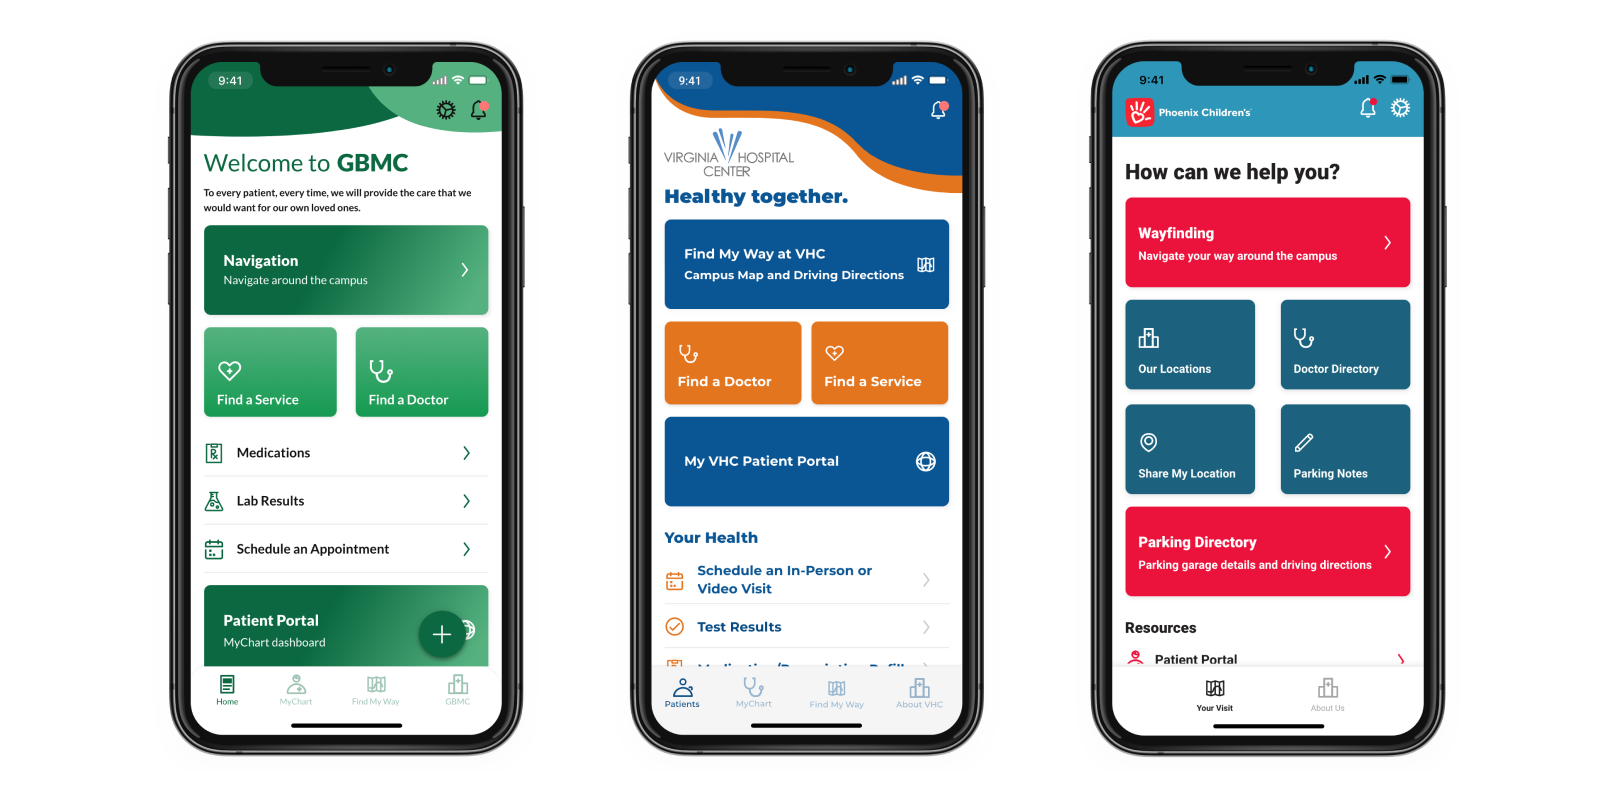 9:41
Welcome to GBMC
To every patient, every time, we will provide the care that we
would want for our own loved ones.
Navigation
Navigate around the campus
Find a Service
Find a Doctor
Medications
Lab Results
Schedule an Appointment
Patient Portal
MyChart dashboard
Home
MyChart
Find My Way
GBMC
9:41
VIRGINIA HOSPITAL
CENTER
Healthy together.
Find My Way at VHC
Campus Map and Driving Directions
Find a Doctor
Find a Service
My VHC Patient Portal
Your Health
Schedule an In-Person or
Video Visit
Test Results
Patients
MyChart
Find My Way
About VHC
9:41
Phoenix Children's
How can we help you?
Wayfinding
Navigate your way around the campus
Our Locations
Doctor Directory
Share My Location
Parking Notes
Parking Directory
Parking garage details and driving directions
Resources
Patient Portal
Your Visit
About Us